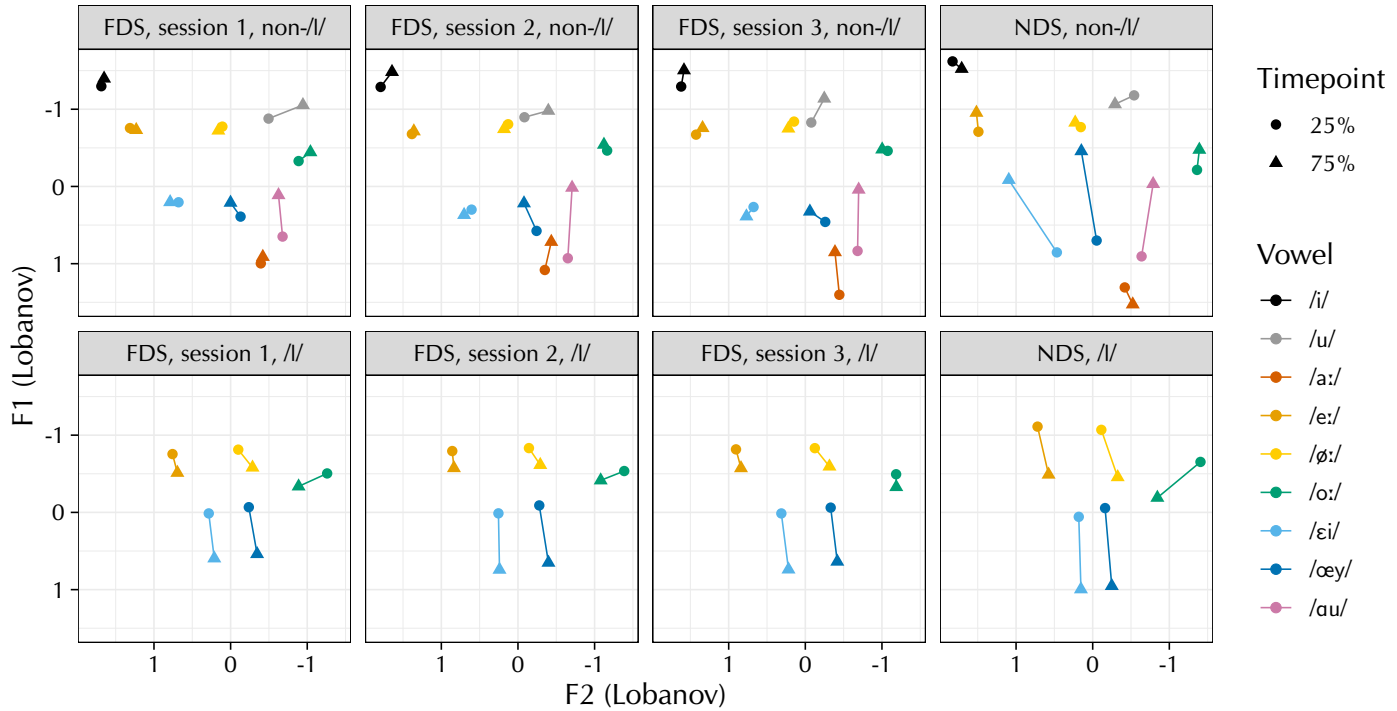 FDS, session 1, non-/l/
FDS, session 2, non-/l/
FDS, session 3, non-/l/
NDS, non-/l/
-1
0
1
FDS, session 1, /l/
FDS, session 2, /l/
FDS, session 3, /l/
NDS, /l/
-1
0
1
1 0 -1
1 0 -1
1 0 -1
1 0 -1
F1 (Lobanov)
F2 (Lobanov)
Timepoint
25%
75%
Vowel
/i/
/u/
/aː/
/eː/
/øː/
/oː/
/ɛi/
/œy/
/ɑu/